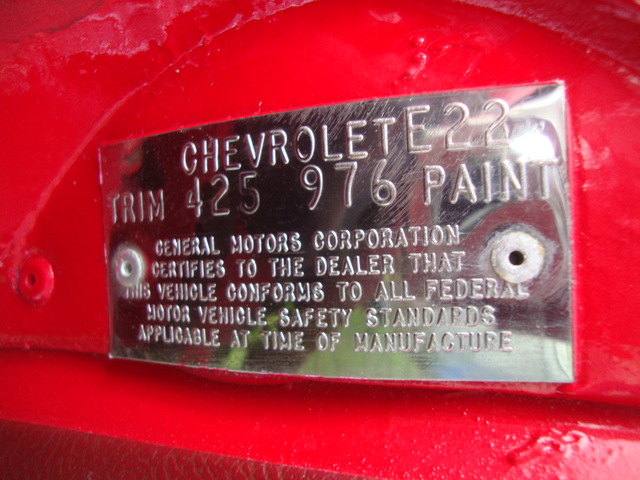 CHEVROLET E22
TRIM 425 976 PAINT
GENERAL MOTORS CORPORATION
CERTIFIES TO THE DEALER THAT
THIS VEHICLE CONFORMS TO ALL FEDERAL
MOTOR VEHICLE SAFETY STANDARDS
APPLICABLE AT TIME OF MANUFACTURE